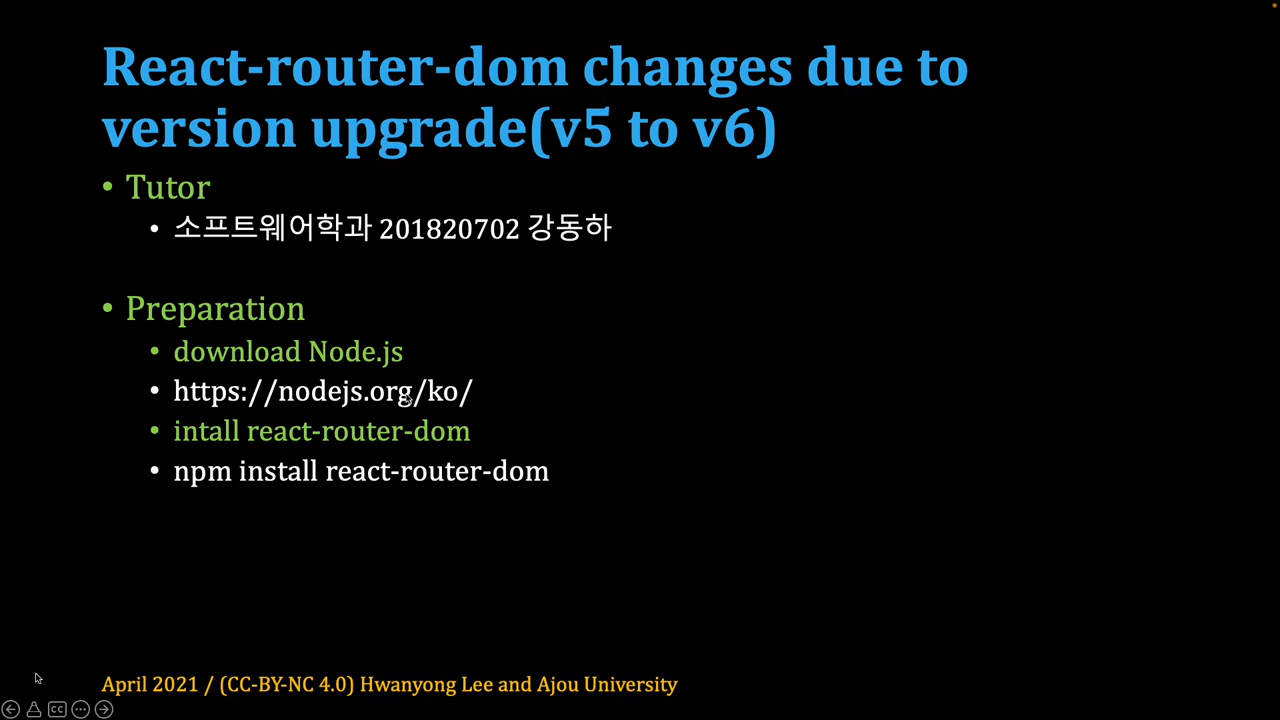 React-router-dom changes due to
version upgrade(v5 to v6)
• Tutor
• 소프트웨어학과 201820702 강동하
• Preparation
• download Node.js
• https://nodejs.org/ko/
• intall react-router-dom
• npm install react-router-dom
April 2021 / (CC-BY-NC 4.0) Hwanyong Lee and Ajou University
CC